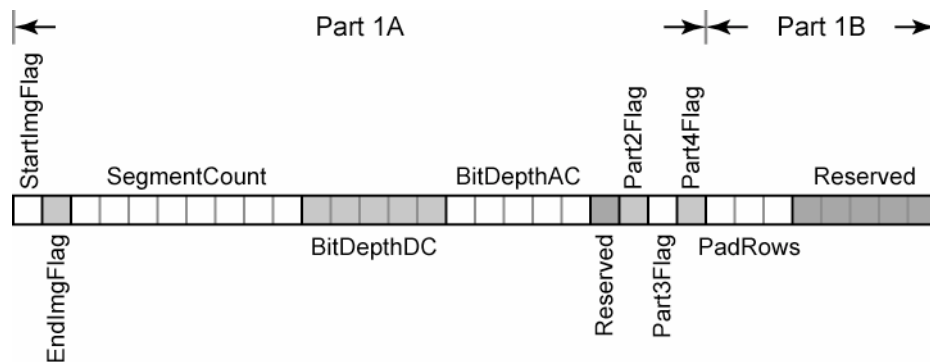 Part 1A
Part 1B
StartImgFlag
Part2Flag
Part4Flag
SegmentCount
BitDepthAC
Reserved
BitDepthDC
PadRows
EndImgFlag
Reserved
Part3Flag